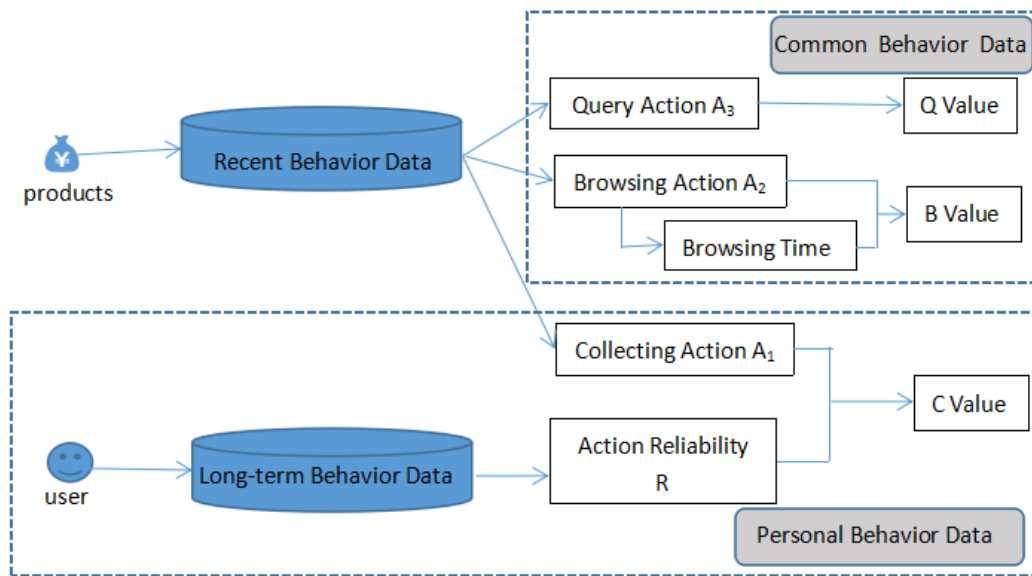 Common Behavior Data
Query Action A₃
Q Value
¥
products
Recent Behavior Data
Browsing Action A₂
B Value
Browsing Time
Collecting Action A₁
C Value
user
Long-term Behavior Data
Action Reliability
R
Personal Behavior Data